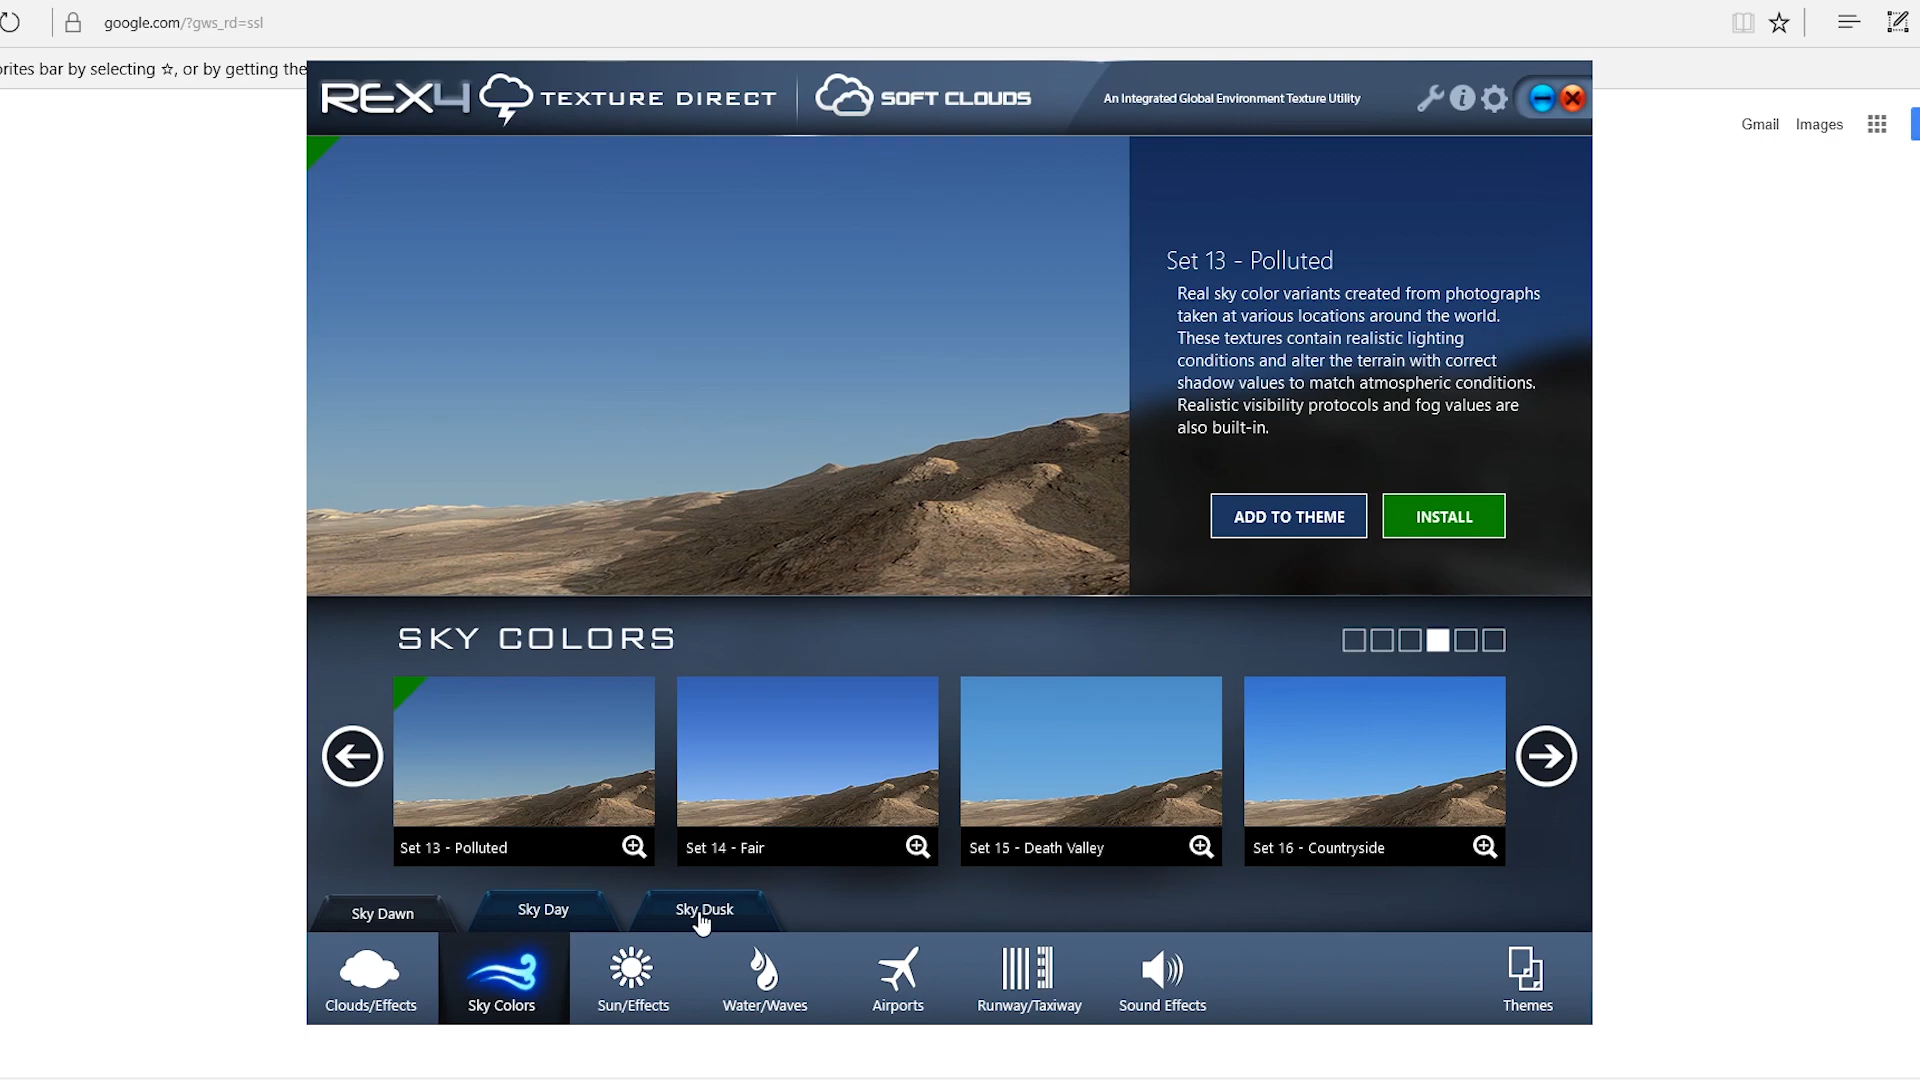 google.com/?gws_rd=ssl
rites bar by selecting ☆, or by getting the
REX4 TEXTURE DIRECT SOFT CLOUDS An Integrated Global Environment Texture Utility
Gmail Images
Set 13 - Polluted
Real sky color variants created from photographs
taken at various locations around the world.
These textures contain realistic lighting
conditions and alter the terrain with correct
shadow values to match atmospheric conditions.
Realistic visibility protocols and fog values are
also built-in.
ADD TO THEME INSTALL
SKY COLORS
Set 13 - Polluted Set 14 - Fair Set 15 - Death Valley Set 16 - Countryside
Sky Dawn Sky Day Sky Dusk
Clouds/Effects Sky Colors Sun/Effects Water/Waves Airports Runway/Taxiway Sound Effects Themes